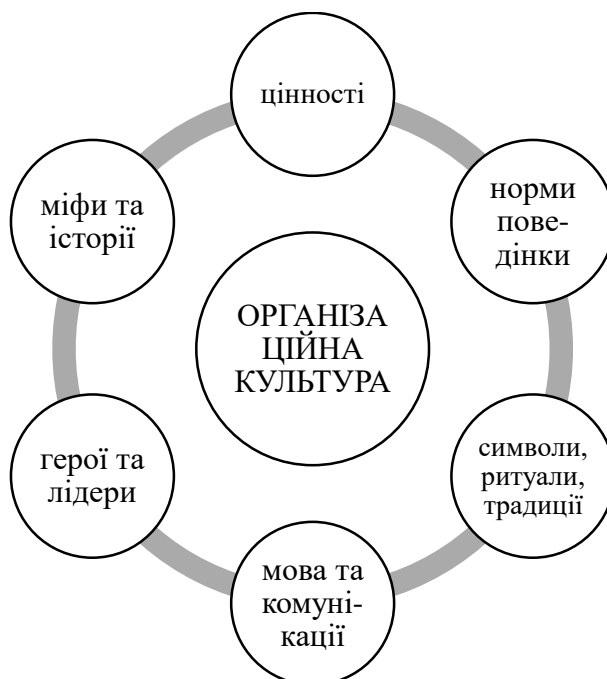 цінності
норми
пове-
дінки
символи,
ритуали,
традиції
мова та
комуні-
кації
герої та
лідери
міфи та
історії
ОРГАНІЗА
ЦІЙНА
КУЛЬТУРА